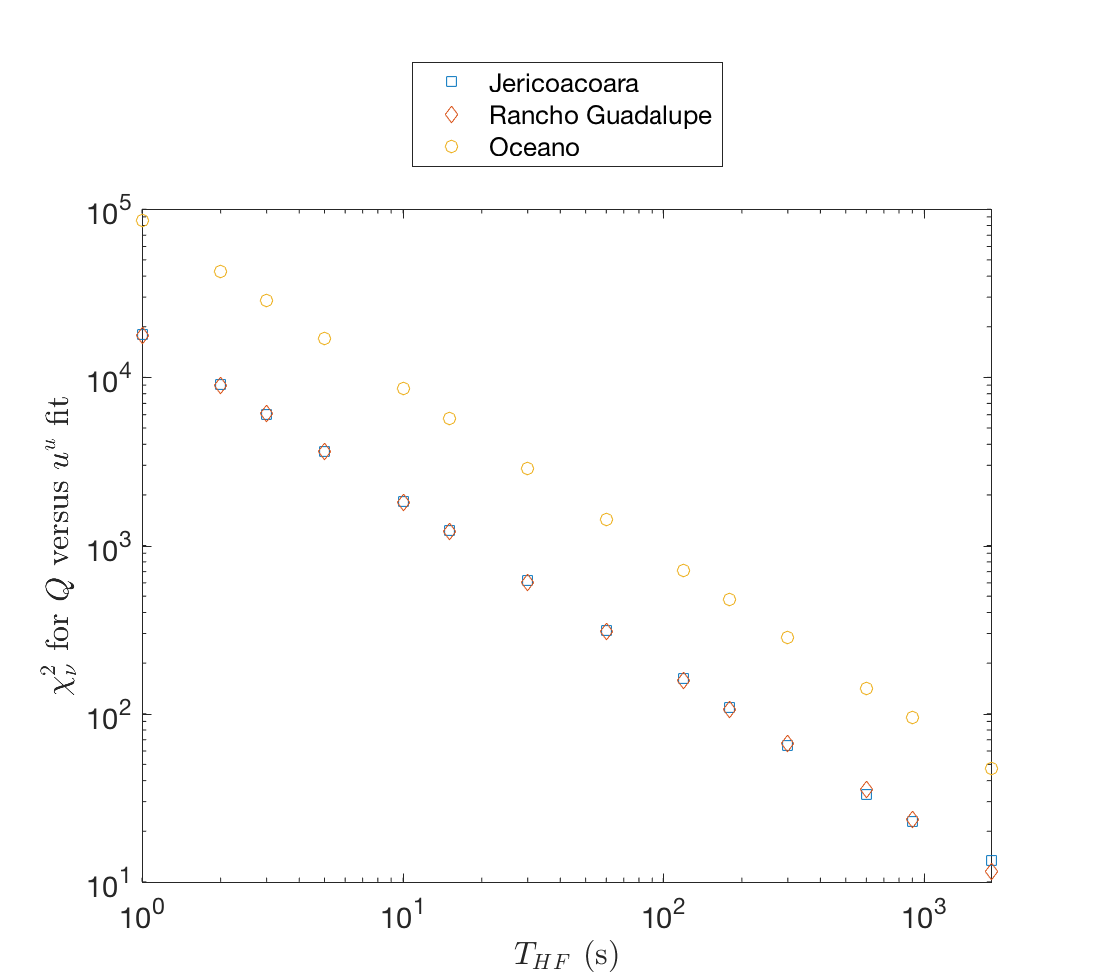 Jericoacoara
Rancho Guadalupe
Oceano
10^5
10^4
10^3
10^2
10^1
χ²_ν for Q versus u^u fit
10^0 10^1 10^2 10^3
T_HF (s)